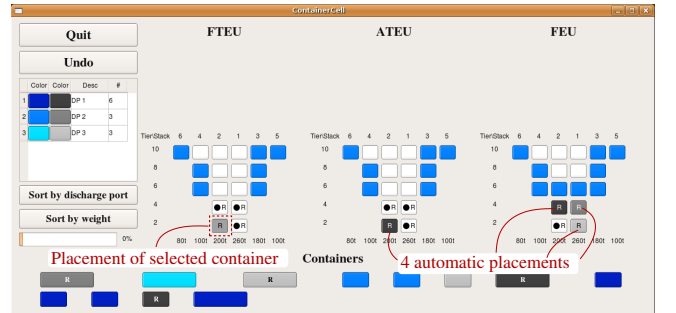 ContainerCell
Quit
FTEU
ATEU
FEU
Undo
Color Color Desc #
1 DP 1 6
2 DP 2 3
3 DP 3 3
Tier\Stack 6 4 2 1 3 5
10
8
6
4 R R
2 R R
80t 100t 200t 260t 180t 100t
Tier\Stack 6 4 2 1 3 5
10
8
6
4 R R
2 R R
80t 100t 200t 260t 180t 100t
Tier\Stack 6 4 2 1 3 5
10
8
6
4 R R
2 R R
80t 100t 200t 260t 180t 100t
Sort by discharge port
Sort by weight
0%
Placement of selected container
Containers
4 automatic placements
R R R
R